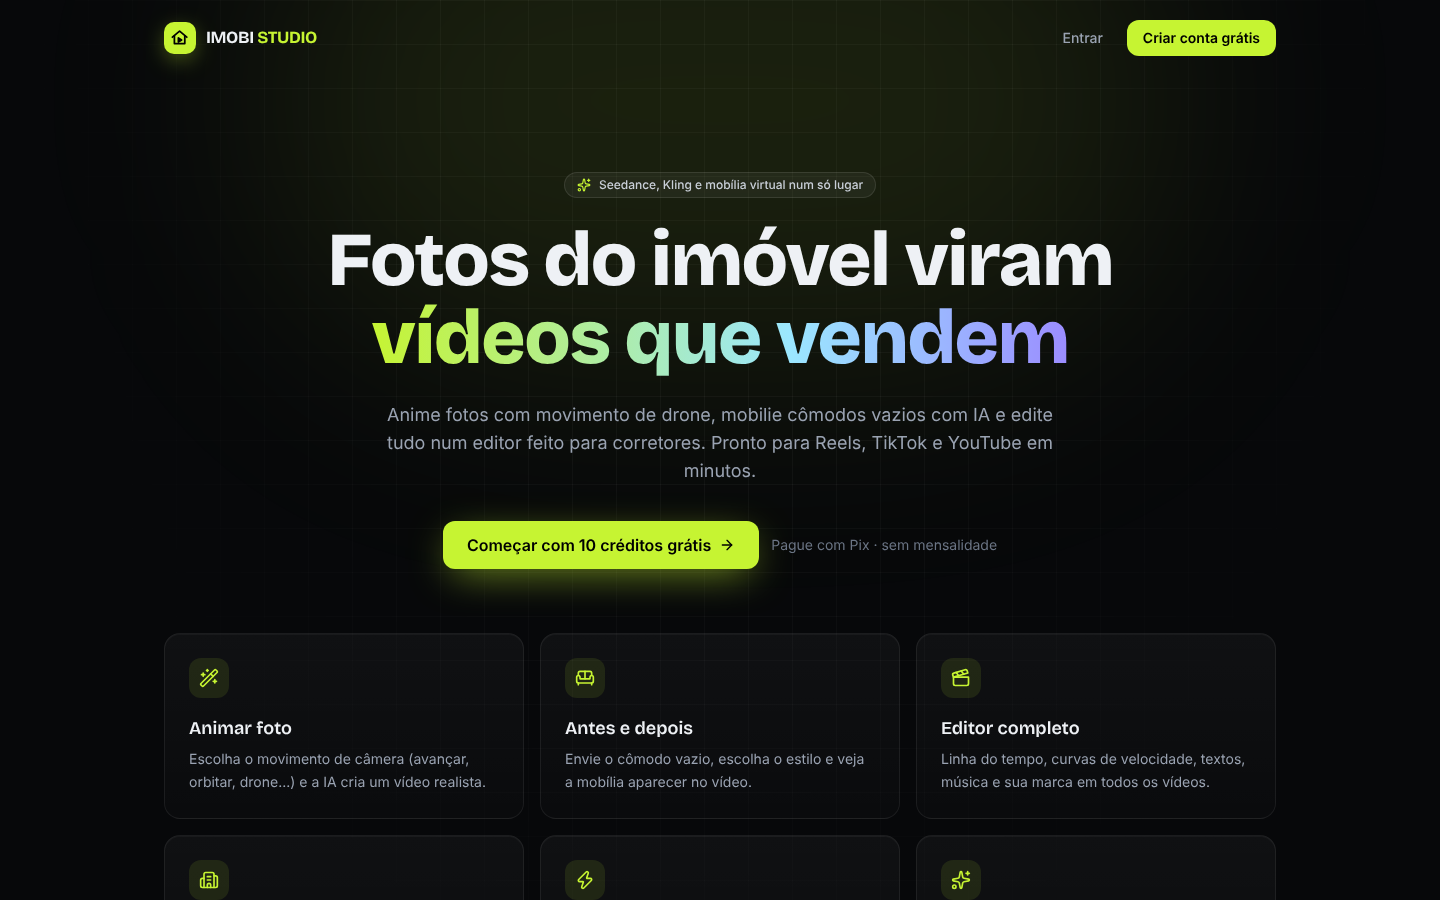 IMOBI STUDIO
Entrar
Criar conta grátis
Seedance, Kling e mobília virtual num só lugar
Fotos do imóvel viram
vídeos que vendem
Anime fotos com movimento de drone, mobilie cômodos vazios com IA e edite
tudo num editor feito para corretores. Pronto para Reels, TikTok e YouTube em
minutos.
Começar com 10 créditos grátis
Pague com Pix · sem mensalidade
Animar foto
Escolha o movimento de câmera (avançar,
orbitar, drone...) e a IA cria um vídeo realista.
Antes e depois
Envie o cômodo vazio, escolha o estilo e veja
a mobília aparecer no vídeo.
Editor completo
Linha do tempo, curvas de velocidade, textos,
música e sua marca em todos os vídeos.